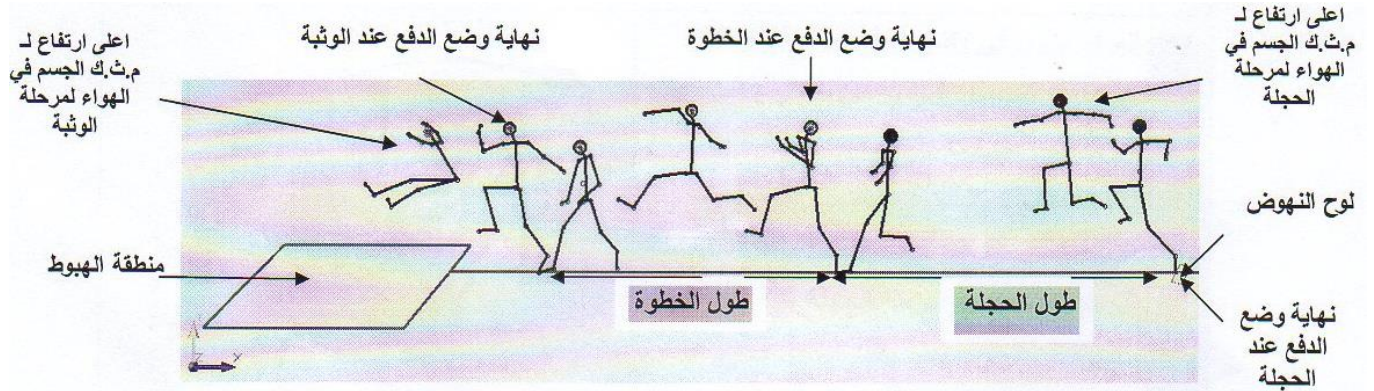 اعلى ارتفاع لـ
م.ث.ك الجسم في
الهواء لمرحلة
الحجلة
نهاية وضع الدفع عند الخطوة
نهاية وضع الدفع عند الوثبة
اعلى ارتفاع لـ
م.ث.ك الجسم في
الهواء لمرحلة
الوثبة
لوح النهوض
منطقة الهبوط
طول الحجلة
طول الخطوة
نهاية وضع
الدفع عند
الحجلة
X